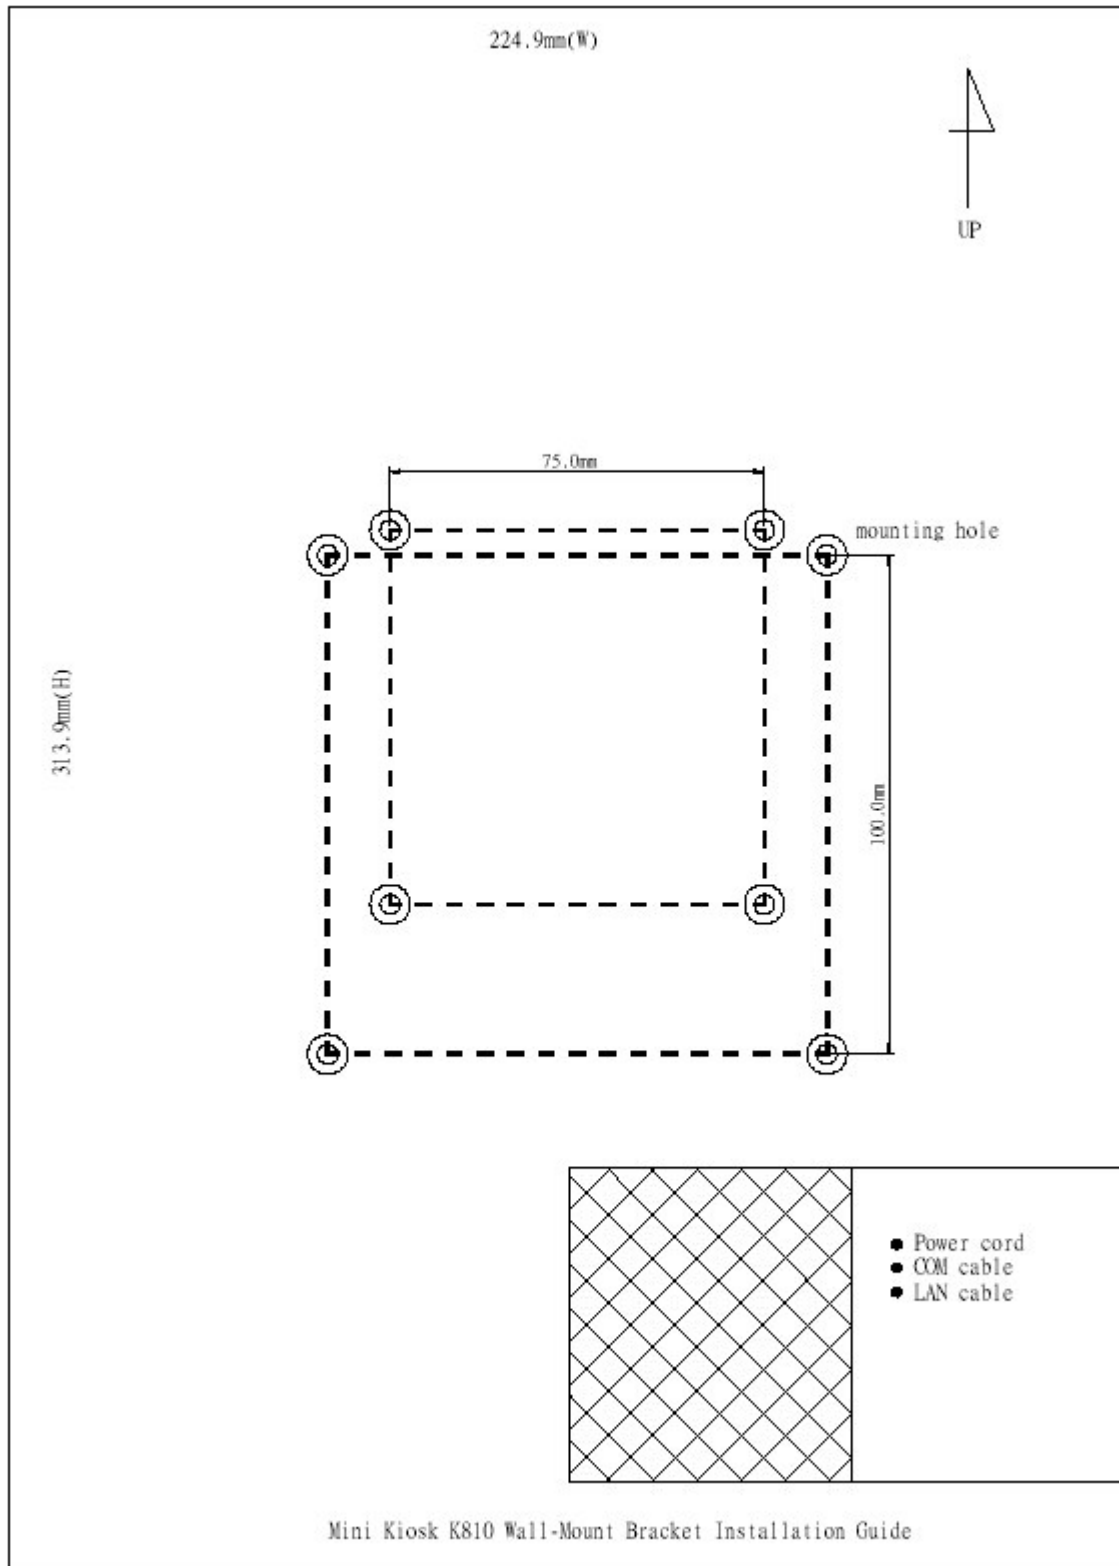 224.9mm(W)
UP
75.0mm
mounting hole
313.9mm(H)
100.0mm
● Power cord
● COM cable
● LAN cable
Mini Kiosk K810 Wall-Mount Bracket Installation Guide